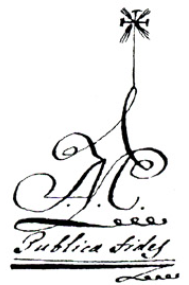 A. C.
Publica fides